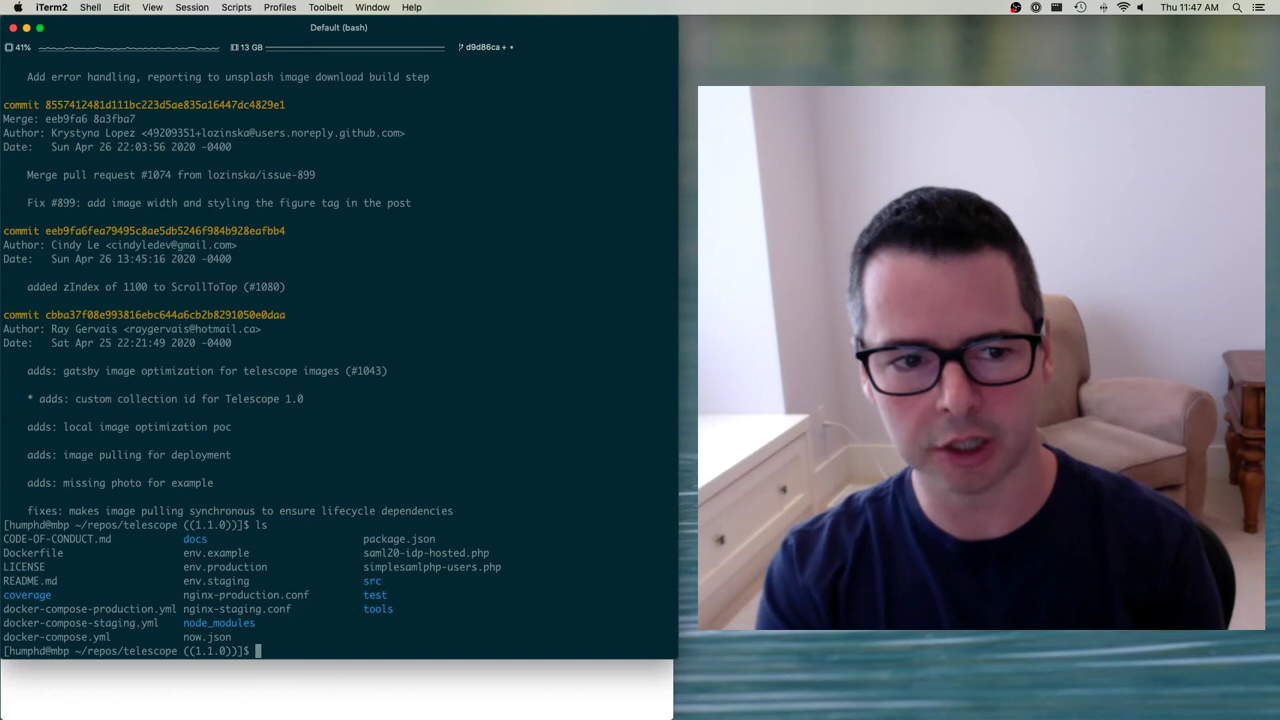 iTerm2 Shell Edit View Session Scripts Profiles Toolbelt Window Help Thu 11:47 AM
Default (bash)
41% 13 GB d9d86ca + •
Add error handling, reporting to unsplash image download build step
commit 8557412481d111bc223d5ae835a16447dc4829e1
Merge: eeb9fa6 8a3fba7
Author: Krystyna Lopez <49209351+lozinska@users.noreply.github.com>
Date:   Sun Apr 26 22:03:56 2020 -0400
Merge pull request #1074 from lozinska/issue-899
Fix #899: add image width and styling the figure tag in the post
commit eeb9fa6fea79495c8ae5db5246f984b928eafbb4
Author: Cindy Le <cindyledev@gmail.com>
Date:   Sun Apr 26 13:45:16 2020 -0400
added zIndex of 1100 to ScrollToTop (#1080)
commit cbba37f08e993816ebc644a6cb2b8291050e0daa
Author: Ray Gervais <raygervais@hotmail.ca>
Date:   Sat Apr 25 22:21:49 2020 -0400
adds: gatsby image optimization for telescope images (#1043)
* adds: custom collection id for Telescope 1.0
adds: local image optimization poc
adds: image pulling for deployment
adds: missing photo for example
fixes: makes image pulling synchronous to ensure lifecycle dependencies
[humphd@mbp ~/repos/telescope ((1.1.0))]$ ls
CODE-OF-CONDUCT.md docs package.json
Dockerfile env.example saml20-idp-hosted.php
LICENSE env.production simplesamlphp-users.php
README.md env.staging src
coverage nginx-production.conf test
docker-compose-production.yml nginx-staging.conf tools
docker-compose-staging.yml node_modules
docker-compose.yml now.json
[humphd@mbp ~/repos/telescope ((1.1.0))]$